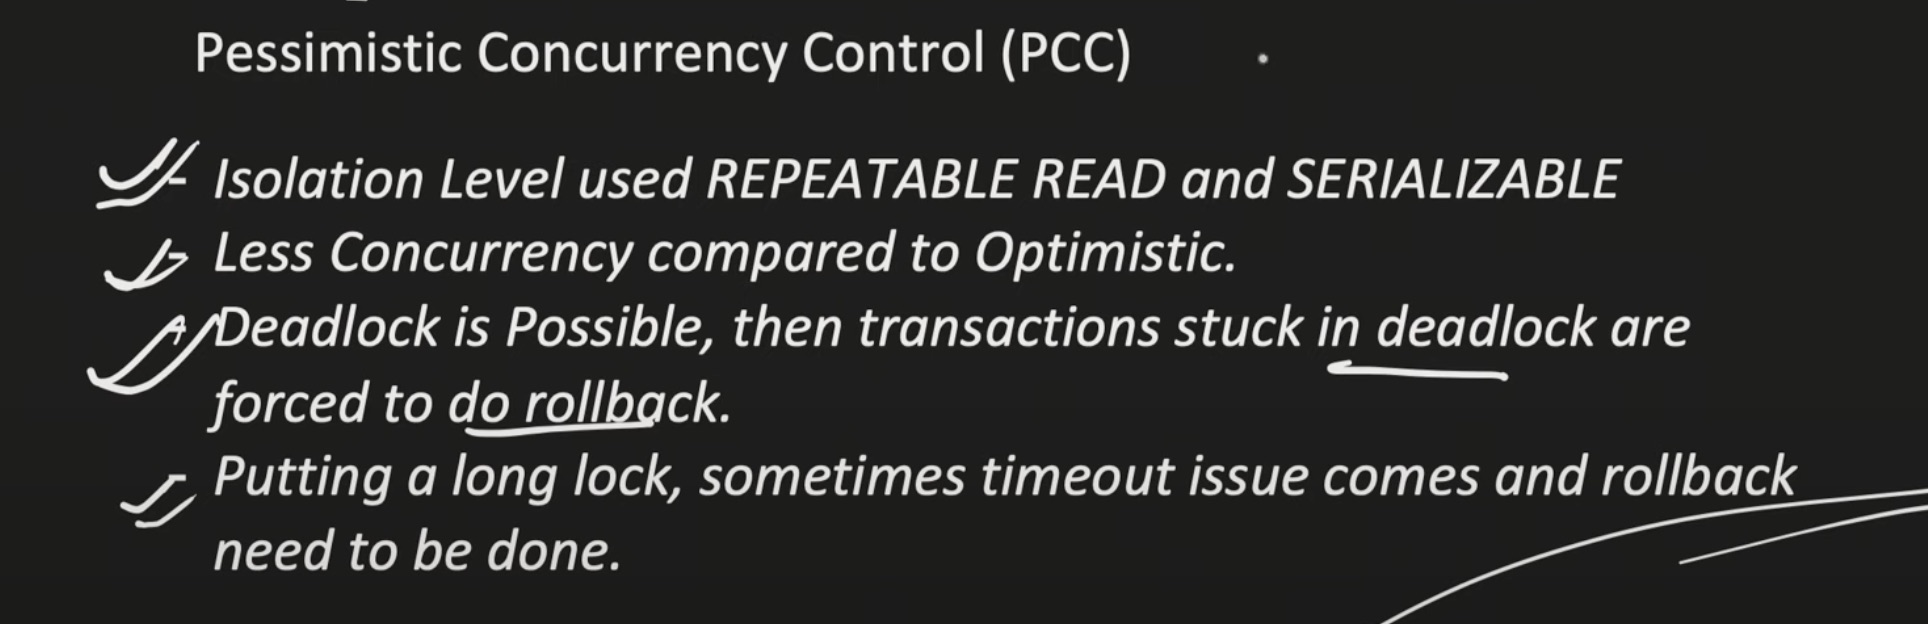 Pessimistic Concurrency Control (PCC)
- Isolation Level used REPEATABLE READ and SERIALIZABLE
- Less Concurrency compared to Optimistic.
- Deadlock is Possible, then transactions stuck in deadlock are
forced to do rollback.
- Putting a long lock, sometimes timeout issue comes and rollback
need to be done.